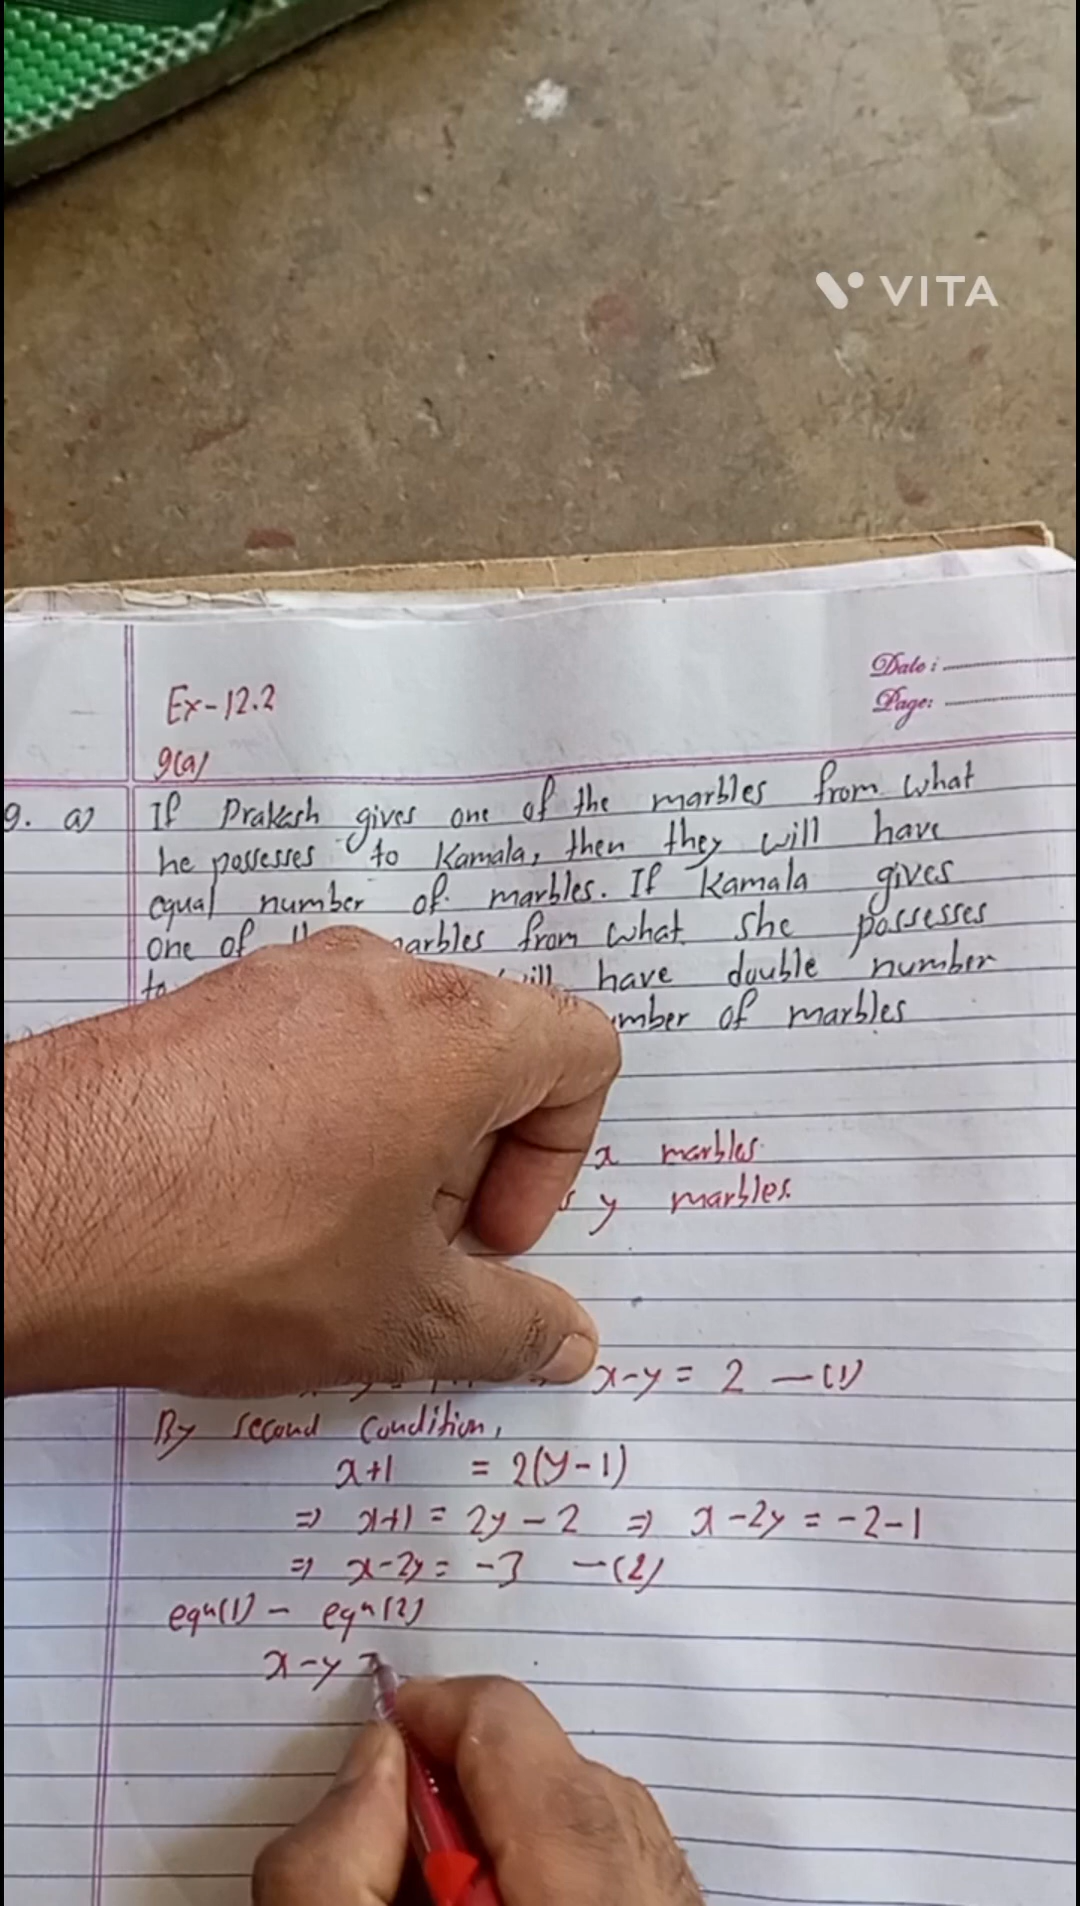 VITA
Date :
Page:
Ex-12.2
9(a)
9. a) If Prakash gives one of the marbles from what
he possesses to Kamala, then they will have
equal number of marbles. If Kamala gives
one of marbles from what she possesses
to will have double number
of marbles
x marbles.
y marbles.
x-y = 2 —(1)
By second condition,
x+1 = 2(y-1)
⇒ x+1 = 2y-2 ⇒ x-2y = -2-1
⇒ x-2y = -3 —(2)
eqn(1) - eqn(2)
x-y =